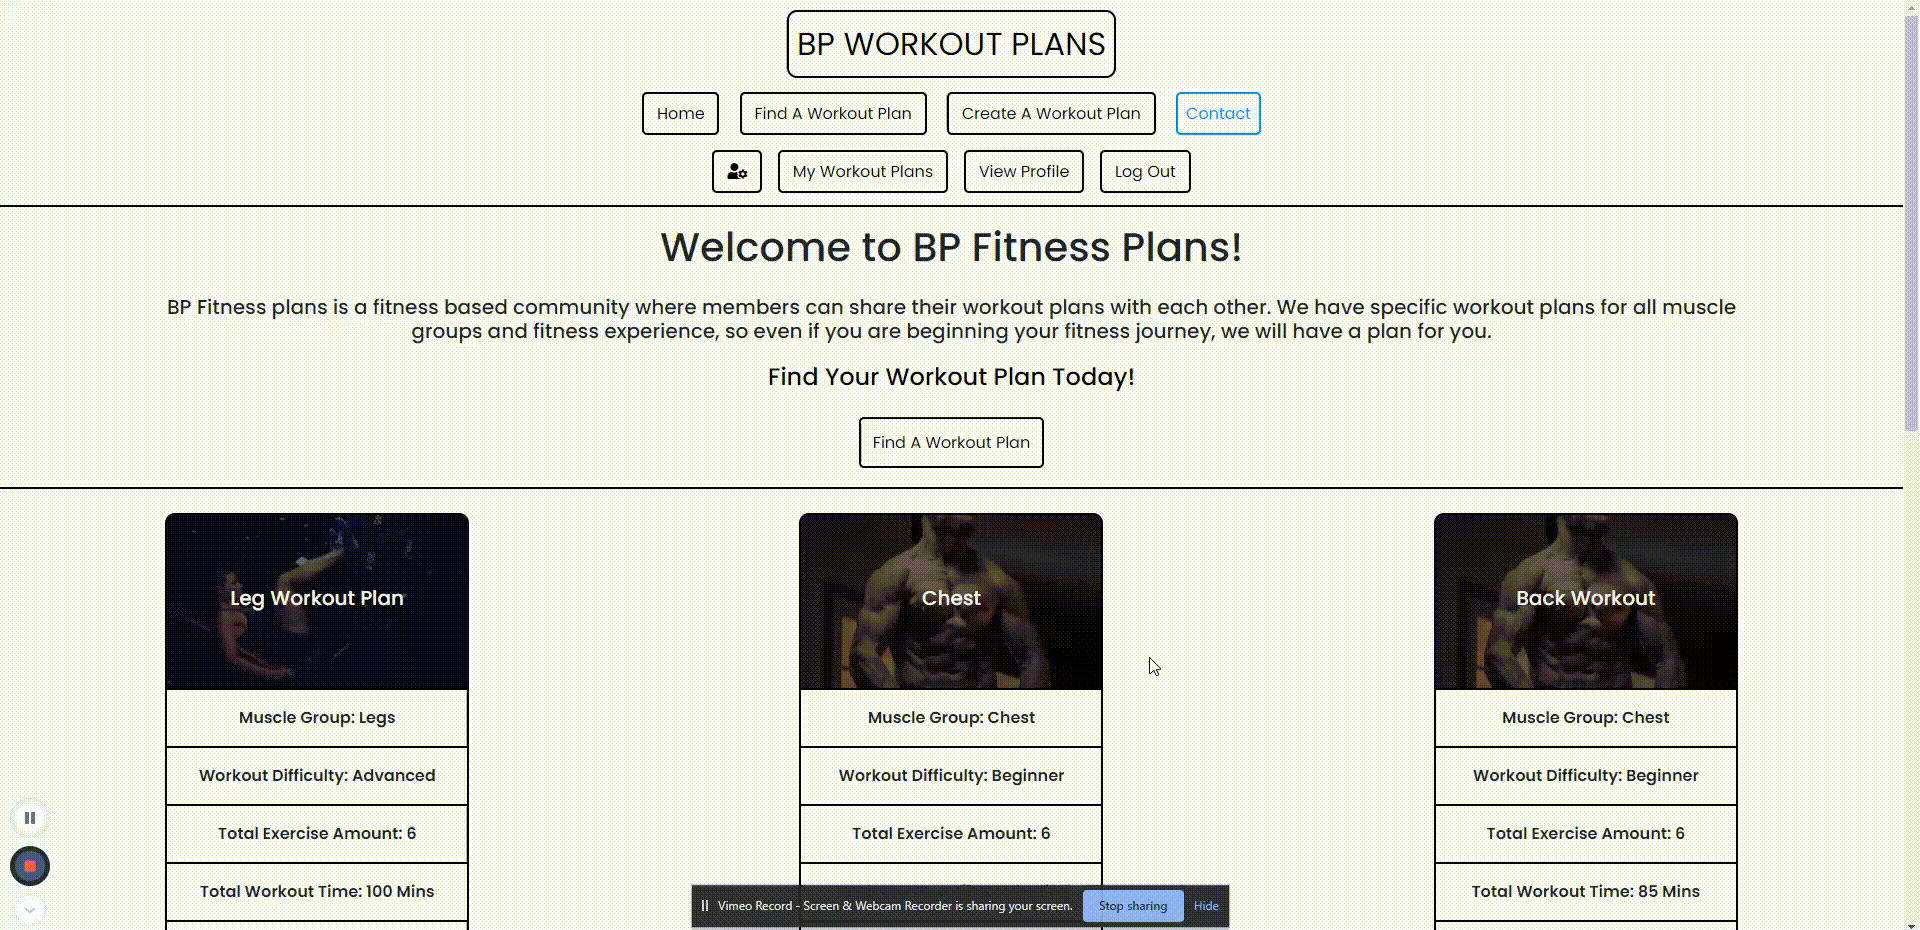 BP WORKOUT PLANS
Home Find A Workout Plan Create A Workout Plan Contact
My Workout Plans View Profile Log Out
Welcome to BP Fitness Plans!
BP Fitness plans is a fitness based community where members can share their workout plans with each other. We have specific workout plans for all muscle
groups and fitness experience, so even if you are beginning your fitness journey, we will have a plan for you.
Find Your Workout Plan Today!
Find A Workout Plan
Leg Workout Plan
Muscle Group: Legs
Workout Difficulty: Advanced
Total Exercise Amount: 6
Total Workout Time: 100 Mins
Chest
Muscle Group: Chest
Workout Difficulty: Beginner
Total Exercise Amount: 6
Back Workout
Muscle Group: Chest
Workout Difficulty: Beginner
Total Exercise Amount: 6
Total Workout Time: 85 Mins
Vimeo Record - Screen & Webcam Recorder is sharing your screen. Stop sharing Hide